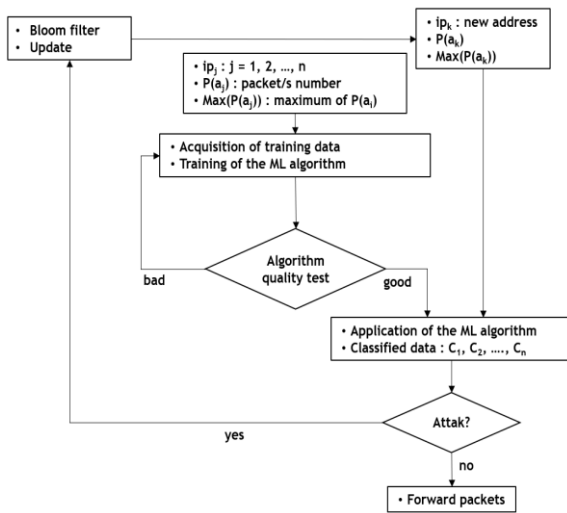 • Bloom filter
• Update
• ipk : new address
• P(ak)
• Max(P(ak))
• ipj : j = 1, 2, …, n
• P(aj) : packet/s number
• Max(P(aj)) : maximum of P(ai)
• Acquisition of training data
• Training of the ML algorithm
Algorithm
quality test
bad
good
• Application of the ML algorithm
• Classified data : C1, C2, …., Cn
Attak?
yes
no
• Forward packets